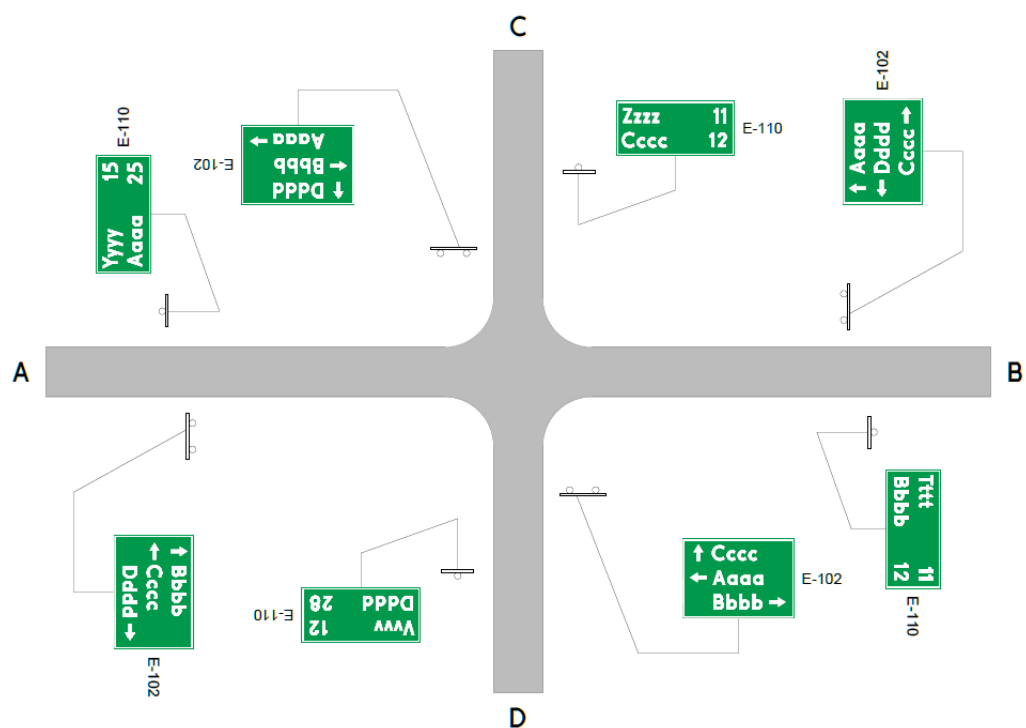 C
E-110
Yyyy 15
Aaaa 25
E-102
Dddd ↓
Bbbb ←
Aaaa →
Zzzz 11
Cccc 12
E-110
E-102
↑ Aaaa
← Dddd
Cccc →
A
B
↑ Bbbb
← Cccc
Dddd →
E-102
Vvvv 12
Dddd 28
E-110
↑ Cccc
← Aaaa
Bbbb →
E-102
Tttt 11
Bbbb 12
E-110
D